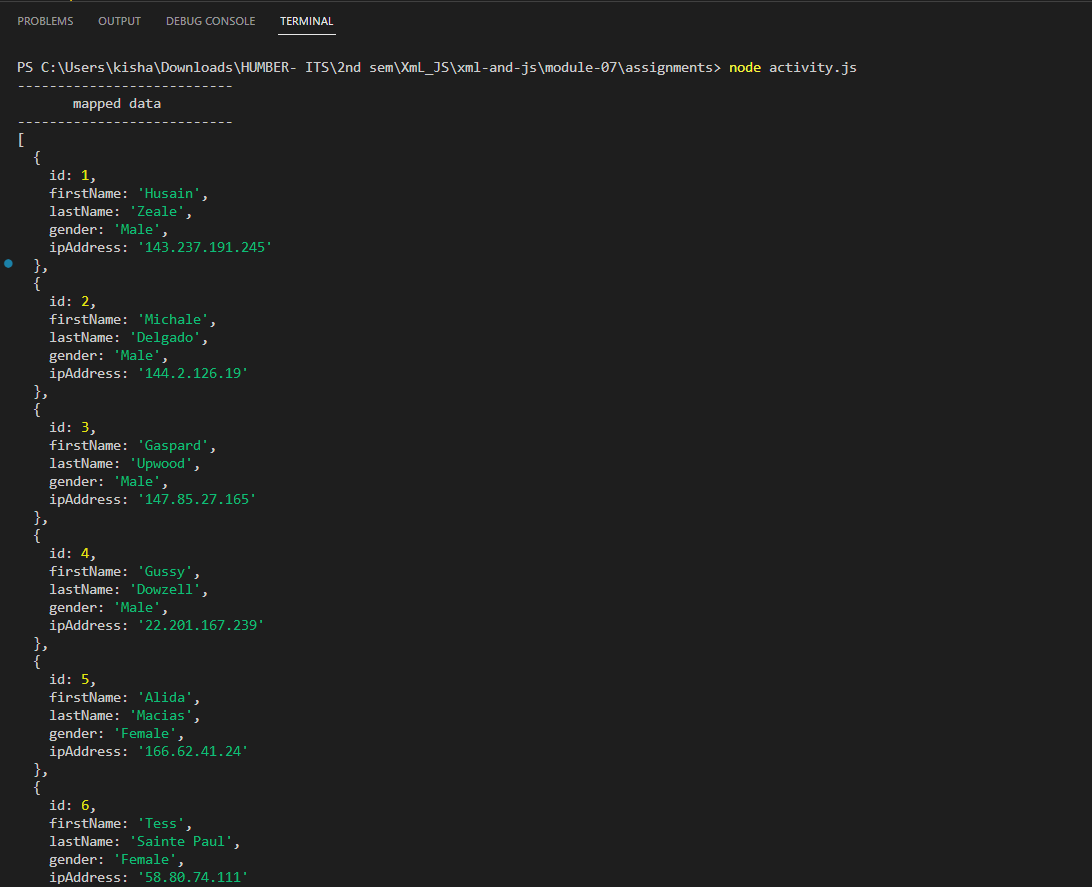 PROBLEMS OUTPUT DEBUG CONSOLE TERMINAL
PS C:\Users\kisha\Downloads\HUMBER- ITS\2nd sem\XmL_JS\xml-and-js\module-07\assignments> node activity.js
---------------------------
       mapped data
---------------------------
[
  {
    id: 1,
    firstName: 'Husain',
    lastName: 'Zeale',
    gender: 'Male',
    ipAddress: '143.237.191.245'
  },
  {
    id: 2,
    firstName: 'Michale',
    lastName: 'Delgado',
    gender: 'Male',
    ipAddress: '144.2.126.19'
  },
  {
    id: 3,
    firstName: 'Gaspard',
    lastName: 'Upwood',
    gender: 'Male',
    ipAddress: '147.85.27.165'
  },
  {
    id: 4,
    firstName: 'Gussy',
    lastName: 'Dowzell',
    gender: 'Male',
    ipAddress: '22.201.167.239'
  },
  {
    id: 5,
    firstName: 'Alida',
    lastName: 'Macias',
    gender: 'Female',
    ipAddress: '166.62.41.24'
  },
  {
    id: 6,
    firstName: 'Tess',
    lastName: 'Sainte Paul',
    gender: 'Female',
    ipAddress: '58.80.74.111'